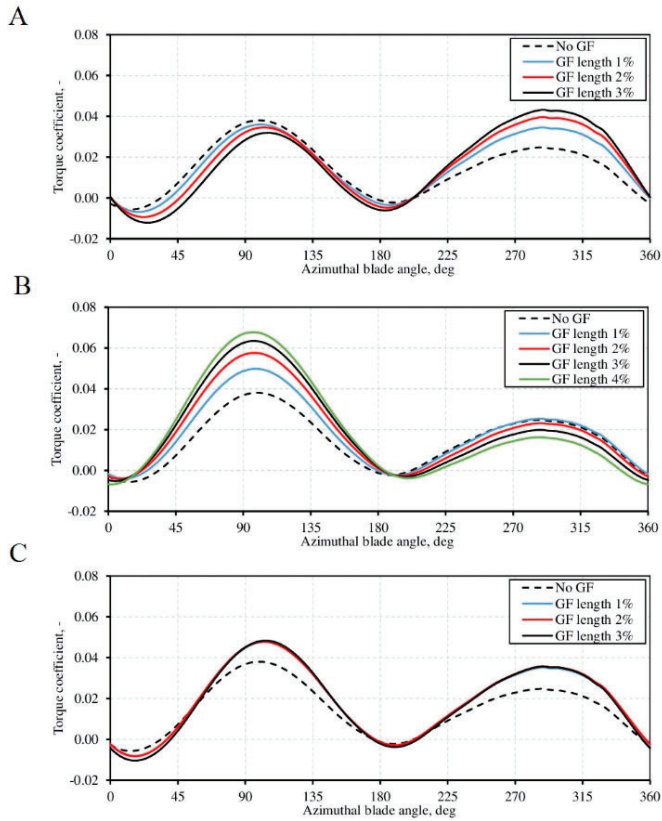 A
0.08
0.06
0.04
0.02
0.00
-0.02
Torque coefficient, -
No GF
GF length 1%
GF length 2%
GF length 3%
0 45 90 135 180 225 270 315 360
Azimuthal blade angle, deg
B
0.08
0.06
0.04
0.02
0.00
-0.02
Torque coefficient, -
No GF
GF length 1%
GF length 2%
GF length 3%
GF length 4%
0 45 90 135 180 225 270 315 360
Azimuthal blade angle, deg
C
0.08
0.06
0.04
0.02
0.00
-0.02
Torque coefficient, -
No GF
GF length 1%
GF length 2%
GF length 3%
0 45 90 135 180 225 270 315 360
Azimuthal blade angle, deg